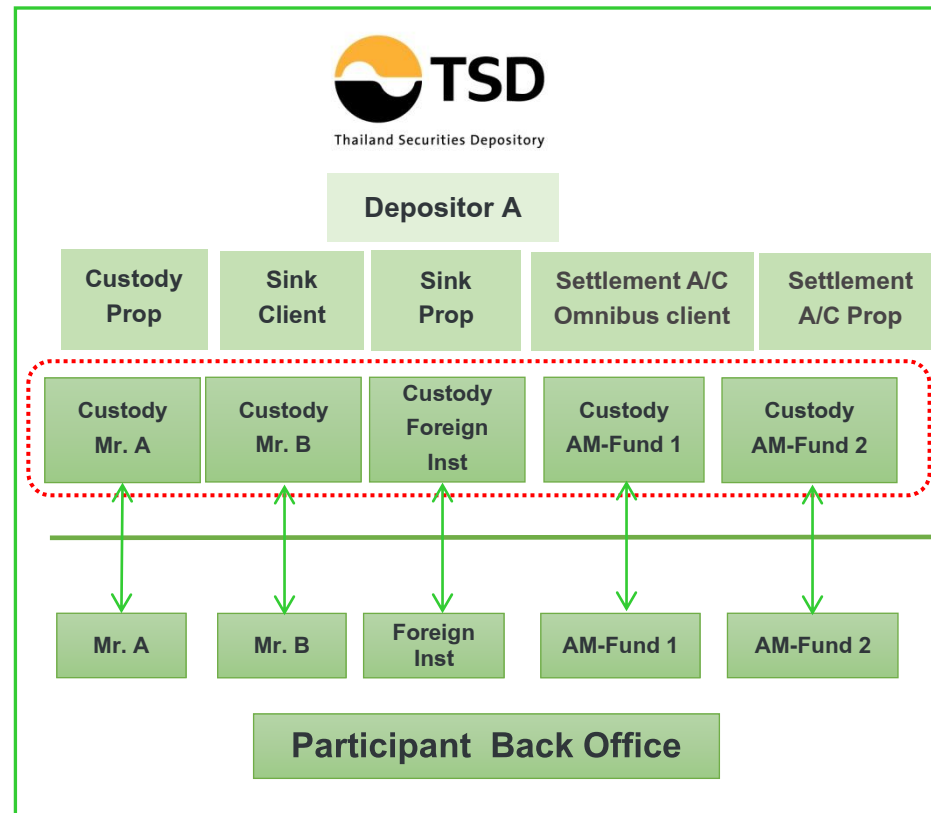 TSD
Thailand Securities Depository
Depositor A
Custody
Prop
Sink
Client
Sink
Prop
Settlement A/C
Omnibus client
Settlement
A/C Prop
Custody
Mr. A
Custody
Mr. B
Custody
Foreign
Inst
Custody
AM-Fund 1
Custody
AM-Fund 2
Mr. A
Mr. B
Foreign
Inst
AM-Fund 1
AM-Fund 2
Participant Back Office